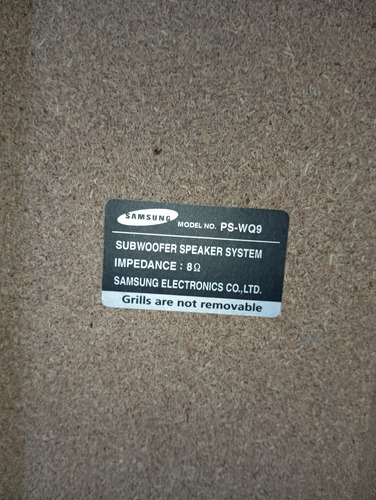 SAMSUNG MODEL NO. PS-WQ9
SUBWOOFER SPEAKER SYSTEM
IMPEDANCE : 8Ω
SAMSUNG ELECTRONICS CO.,LTD.
Grills are not removable